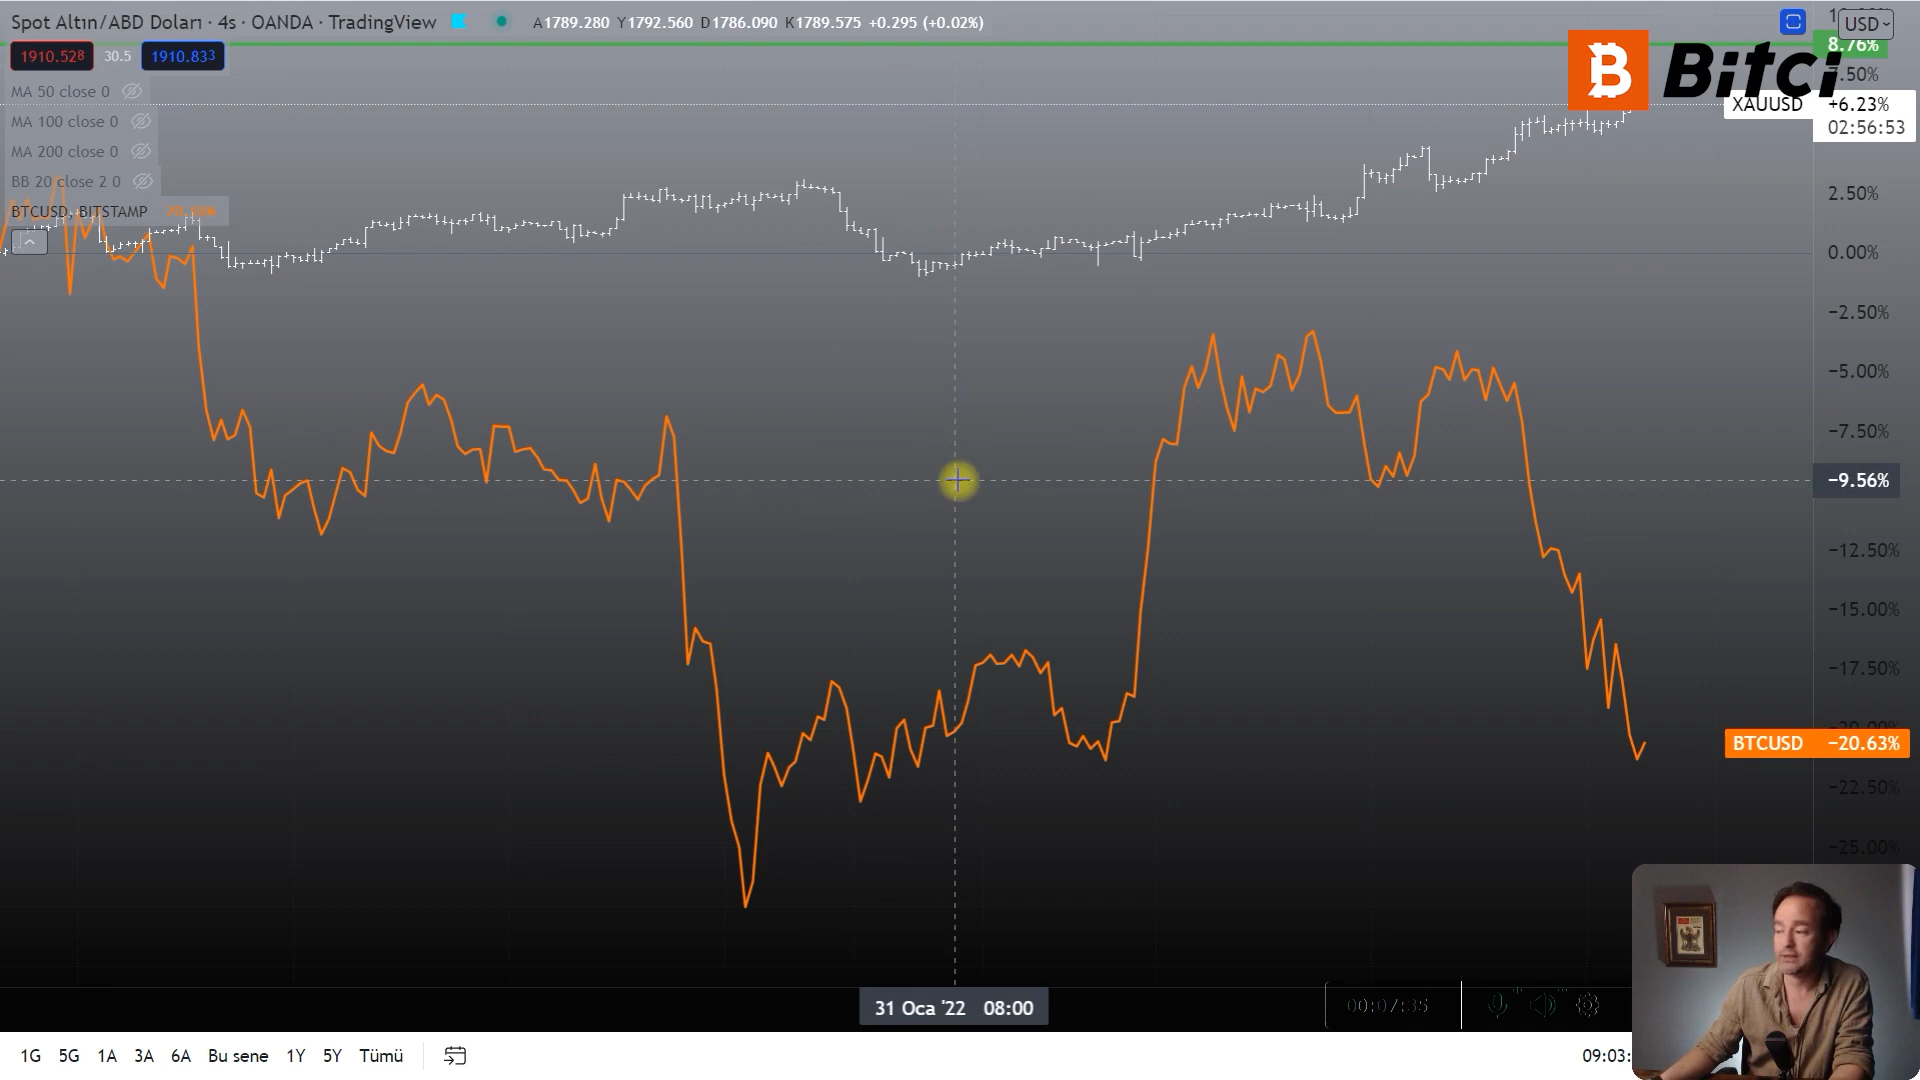 Spot Altın/ABD Doları · 4s · OANDA · TradingView
A1789.280 Y1792.560 D1786.090 K1789.575 +0.295 (+0.02%)
USD
1910.528 30.5 1910.833
8.76%
Bitci
MA 50 close 0
MA 100 close 0
MA 200 close 0
BB 20 close 2 0
BTCUSD, BITSTAMP
XAUUSD +6.23%
02:56:53
2.50%
0.00%
−2.50%
−5.00%
−7.50%
−9.56%
−12.50%
−15.00%
−17.50%
BTCUSD −20.63%
−22.50%
−25.00%
31 Oca '22 08:00
00:07:35
1G 5G 1A 3A 6A Bu sene 1Y 5Y Tümü
09:03: